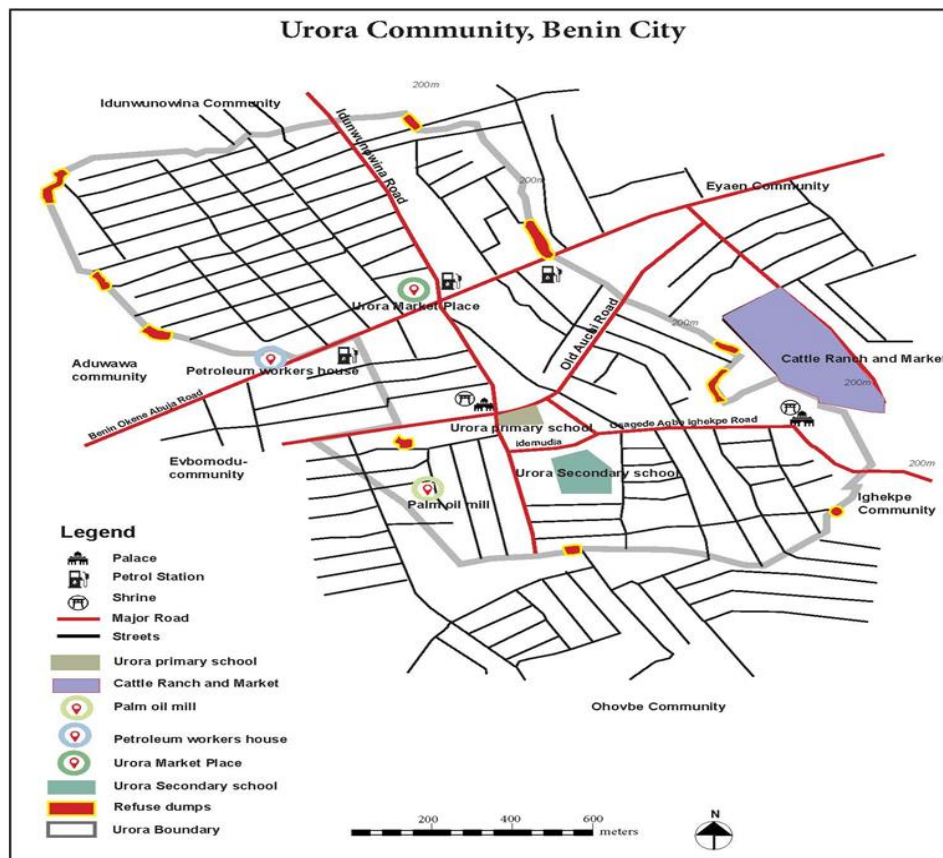 Urora Community, Benin City
200m
Idunwunowina Community
Idunwunowina Road
200m
Eyaen Community
Urora Market Place
Old Auchi Road
200m
Cattle Ranch and Market
200m
Aduwawa
community
Petroleum workers house
Benin Okene Abuja Road
Urora primary school
Osagede Agbo Ighekpe Road
idemudia
Evbomodu-
community
Urora Secondary school
200m
Palm oil mill
Ighekpe
Community
Legend
Palace
Petrol Station
Shrine
Major Road
Streets
Urora primary school
Cattle Ranch and Market
Palm oil mill
Petroleum workers house
Urora Market Place
Urora Secondary school
Refuse dumps
Urora Boundary
Ohovbe Community
200 400 600
meters
N